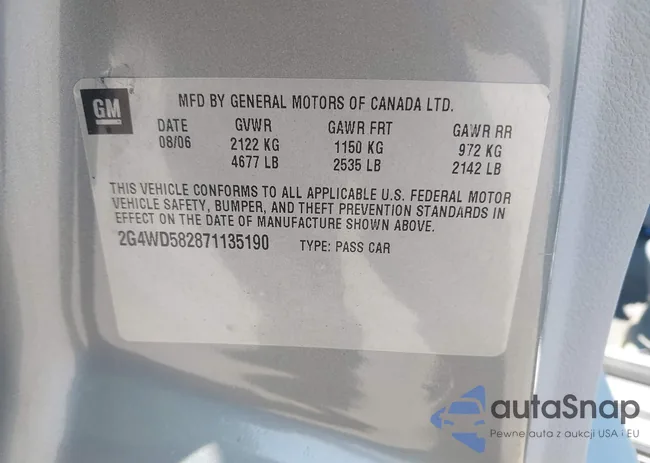 GM
MFD BY GENERAL MOTORS OF CANADA LTD.
DATE GVWR GAWR FRT GAWR RR
08/06 2122 KG 1150 KG 972 KG
4677 LB 2535 LB 2142 LB
THIS VEHICLE CONFORMS TO ALL APPLICABLE U.S. FEDERAL MOTOR
VEHICLE SAFETY, BUMPER, AND THEFT PREVENTION STANDARDS IN
EFFECT ON THE DATE OF MANUFACTURE SHOWN ABOVE.
2G4WD582871135190 TYPE: PASS CAR
autaSnap
Pewne auta z aukcji USA i EU